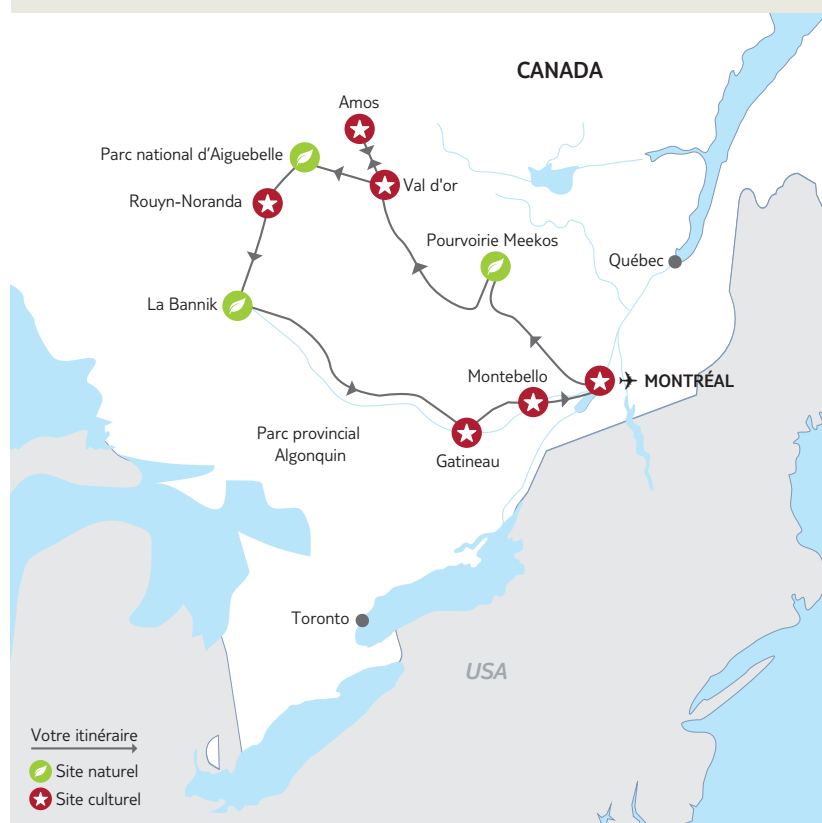 CANADA
Amos
Parc national d'Aiguebelle
Val d'or
Rouyn-Noranda
Pourvoirie Meekos
Québec
La Bannik
Montebello
MONTRÉAL
Parc provincial
Algonquin
Gatineau
Toronto
USA
Votre itinéraire
Site naturel
Site culturel